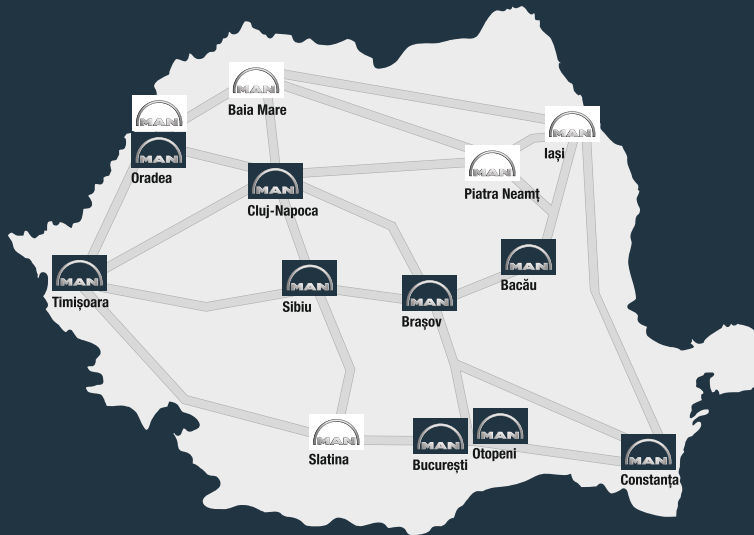 MAN
Baia Mare
MAN
MAN
Oradea
MAN
Iași
MAN
Piatra Neamț
MAN
Cluj-Napoca
MAN
Timișoara
MAN
Sibiu
MAN
Brașov
MAN
Bacău
MAN
Slatina
MAN
București
MAN
Otopeni
MAN
Constanța